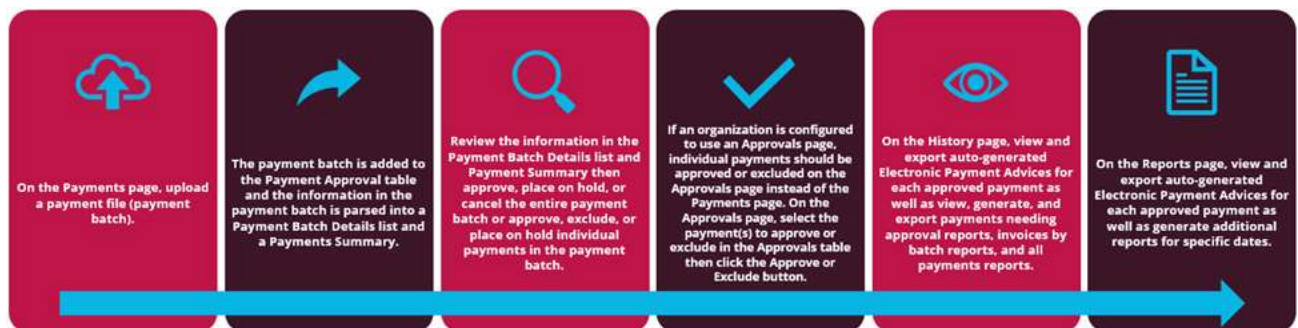 On the Payments page, upload
a payment file (payment
batch).
The payment batch is added to
the Payment Approval table
and the information in the
payment batch is parsed into a
Payment Batch Details list and
a Payments Summary.
Review the information in the
Payment Batch Details list and
Payment Summary then
approve, place on hold, or
cancel the entire payment
batch or approve, exclude, or
place on hold individual
payments in the payment
batch.
If an organization is configured
to use an Approvals page,
individual payments should be
approved or excluded on the
Approvals page instead of the
Payments page. On the
Approvals page, select the
payment(s) to approve or
exclude in the Approvals table
then click the Approve or
Exclude button.
On the History page, view and
export auto-generated
Electronic Payment Advices for
each approved payment as
well as view, generate, and
export payments needing
approval reports, invoices by
batch reports, and all
payments reports.
On the Reports page, view and
export auto-generated
Electronic Payment Advices for
each approved payment as
well as generate additional
reports for specific dates.